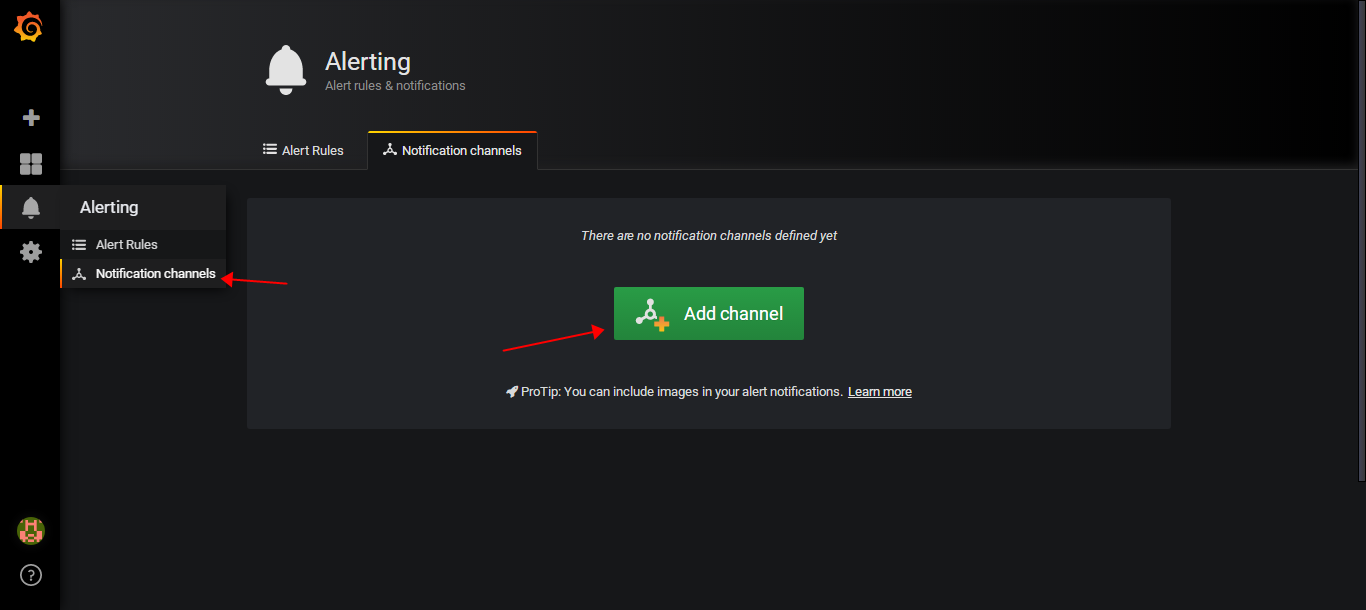 Alerting
Alert rules & notifications
Alert Rules
Notification channels
Alerting
Alert Rules
Notification channels
There are no notification channels defined yet
Add channel
ProTip: You can include images in your alert notifications. Learn more
?